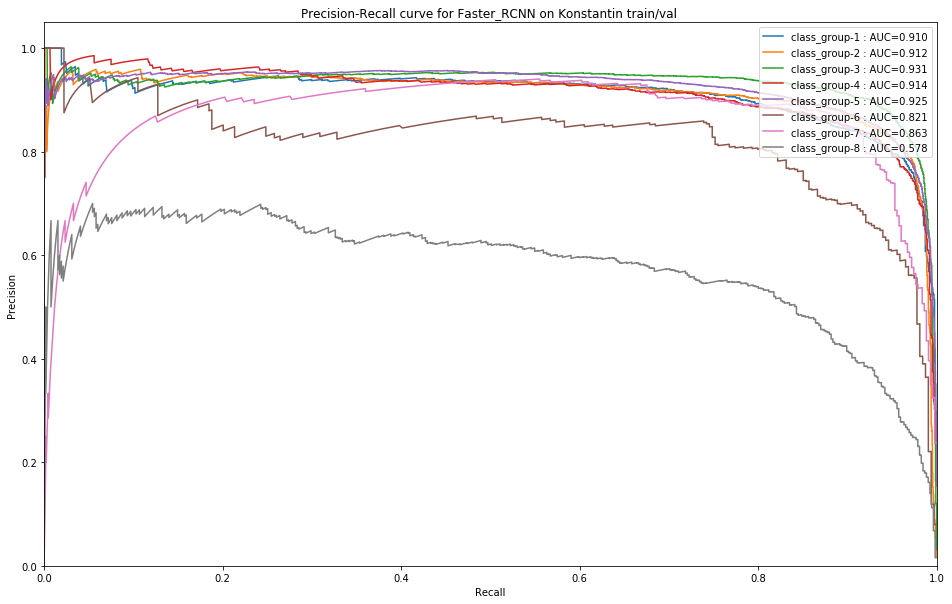 Precision-Recall curve for Faster_RCNN on Konstantin train/val
class_group-1 : AUC=0.910
class_group-2 : AUC=0.912
class_group-3 : AUC=0.931
class_group-4 : AUC=0.914
class_group-5 : AUC=0.925
class_group-6 : AUC=0.821
class_group-7 : AUC=0.863
class_group-8 : AUC=0.578
Precision
1.0
0.8
0.6
0.4
0.2
0.0
0.0 0.2 0.4 0.6 0.8 1.0
Recall